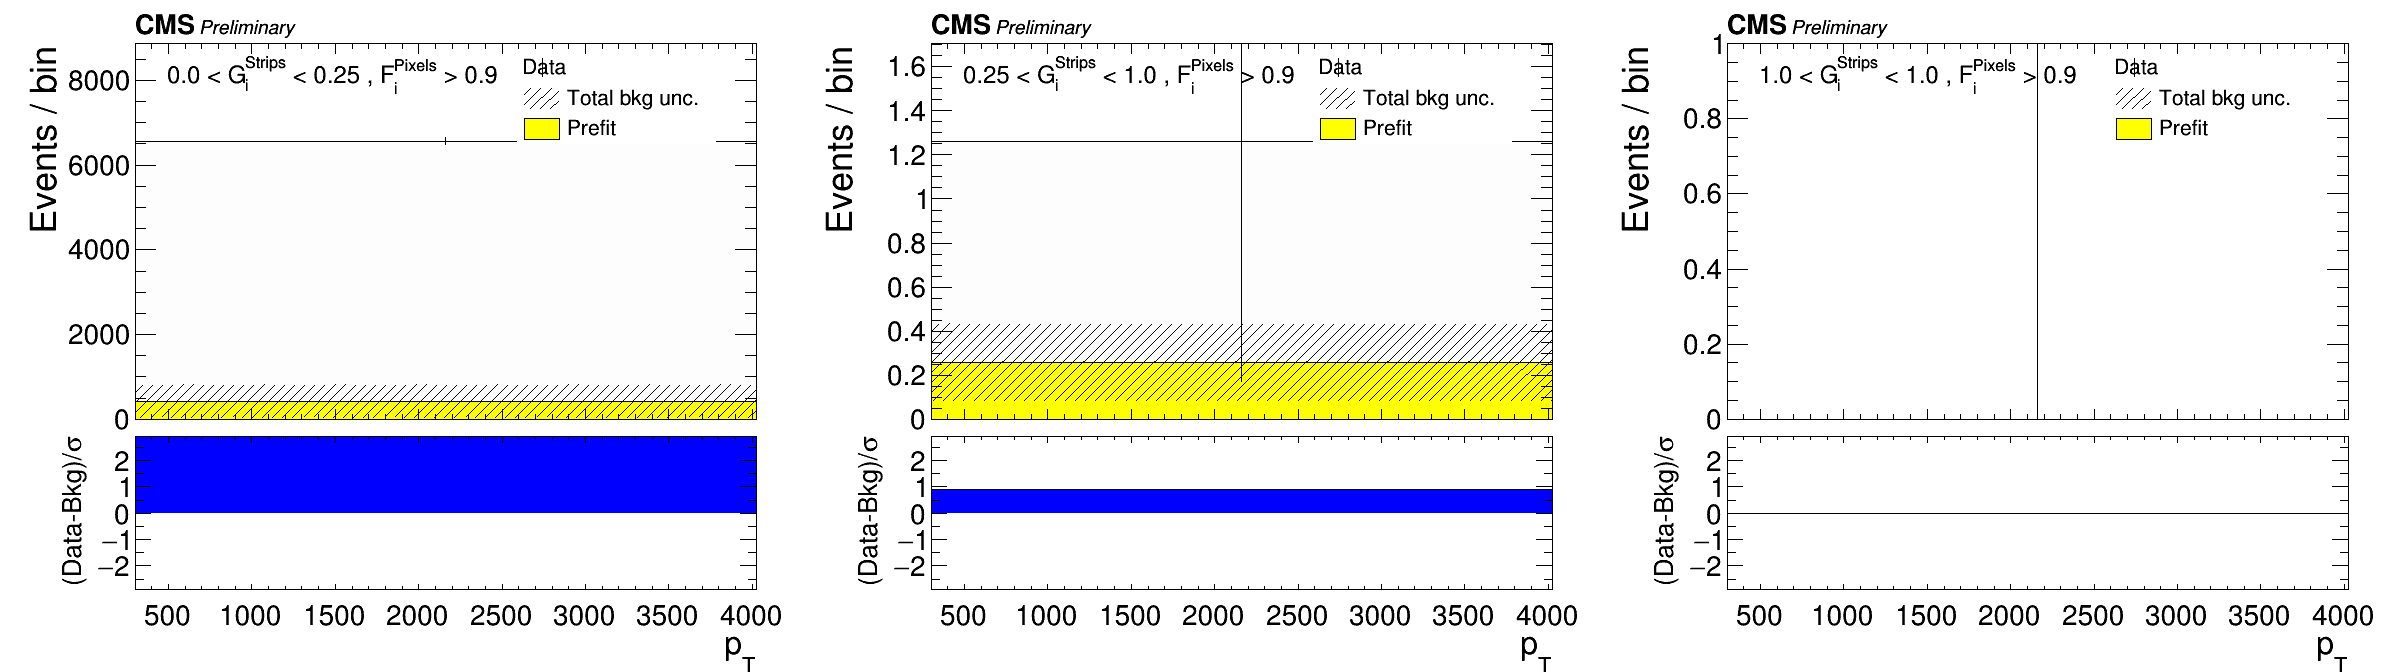 CMS Preliminary
Events / bin
8000
6000
4000
2000
0
0.0 < G_i^Strips < 0.25 , F_i^Pixels > 0.9
Data
Total bkg unc.
Prefit
(Data-Bkg)/σ
2
1
0
−1
−2
500 1000 1500 2000 2500 3000 3500 4000
p_T
CMS Preliminary
Events / bin
1.6
1.4
1.2
1
0.8
0.6
0.4
0.2
0
0.25 < G_i^Strips < 1.0 , F_i^Pixels > 0.9
Data
Total bkg unc.
Prefit
(Data-Bkg)/σ
2
1
0
−1
−2
500 1000 1500 2000 2500 3000 3500 4000
p_T
CMS Preliminary
Events / bin
1
0.8
0.6
0.4
0.2
0
1.0 < G_i^Strips < 1.0 , F_i^Pixels > 0.9
Data
Total bkg unc.
Prefit
(Data-Bkg)/σ
2
1
0
−1
−2
500 1000 1500 2000 2500 3000 3500 4000
p_T